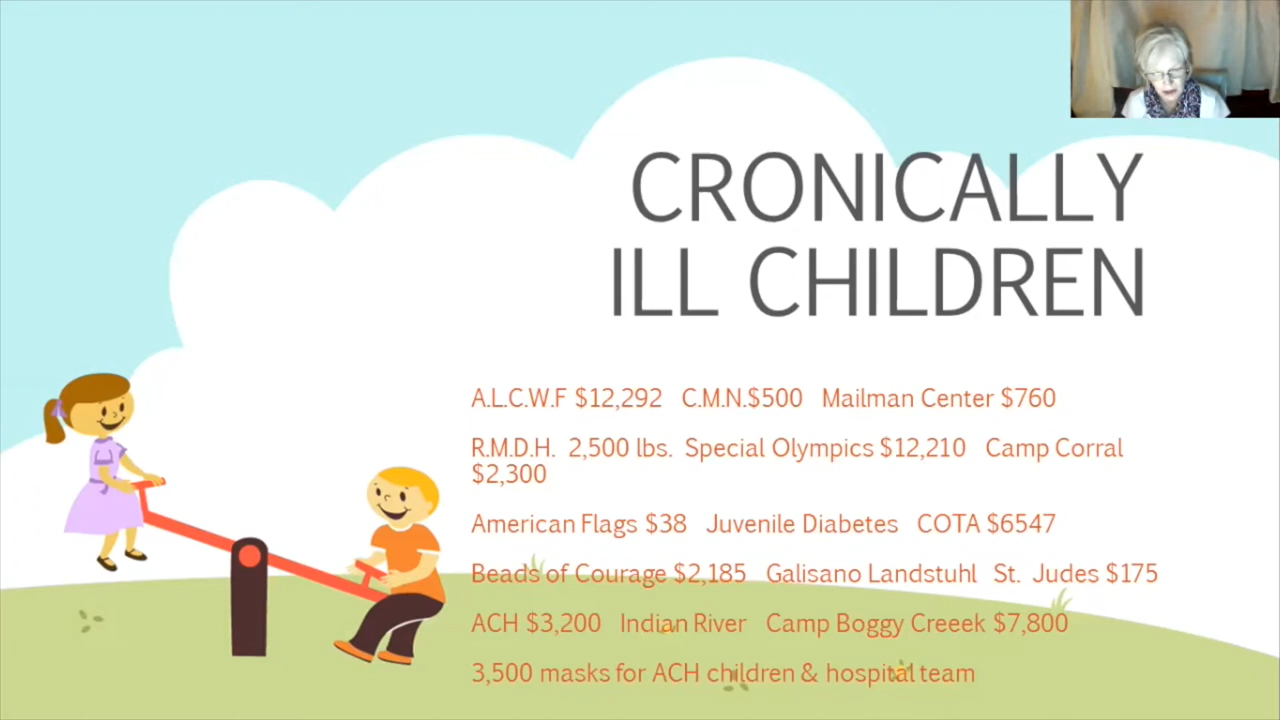 CRONICALLY
ILL CHILDREN
A.L.C.W.F $12,292 C.M.N.$500 Mailman Center $760
R.M.D.H. 2,500 lbs. Special Olympics $12,210 Camp Corral
$2,300
American Flags $38 Juvenile Diabetes COTA $6547
Beads of Courage $2,185 Galisano Landstuhl St. Judes $175
ACH $3,200 Indian River Camp Boggy Creeek $7,800
3,500 masks for ACH children & hospital team